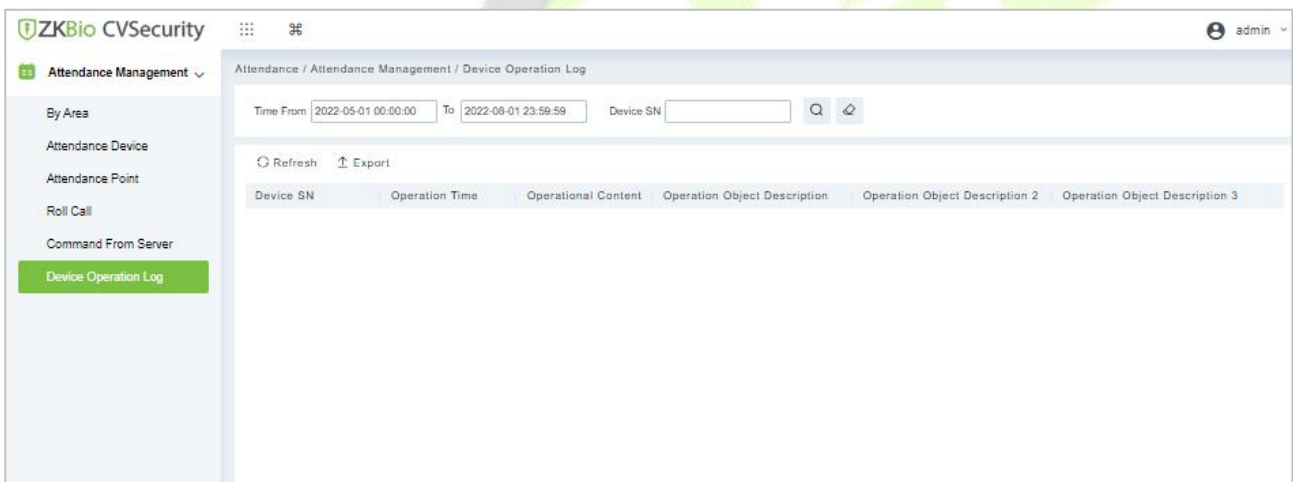 ZKBio CVSecurity
admin
Attendance Management
Attendance / Attendance Management / Device Operation Log
By Area
Time From 2022-05-01 00:00:00 To 2022-08-01 23:59:59 Device SN
Attendance Device
Refresh Export
Attendance Point
Device SN Operation Time Operational Content Operation Object Description Operation Object Description 2 Operation Object Description 3
Roll Call
Command From Server
Device Operation Log